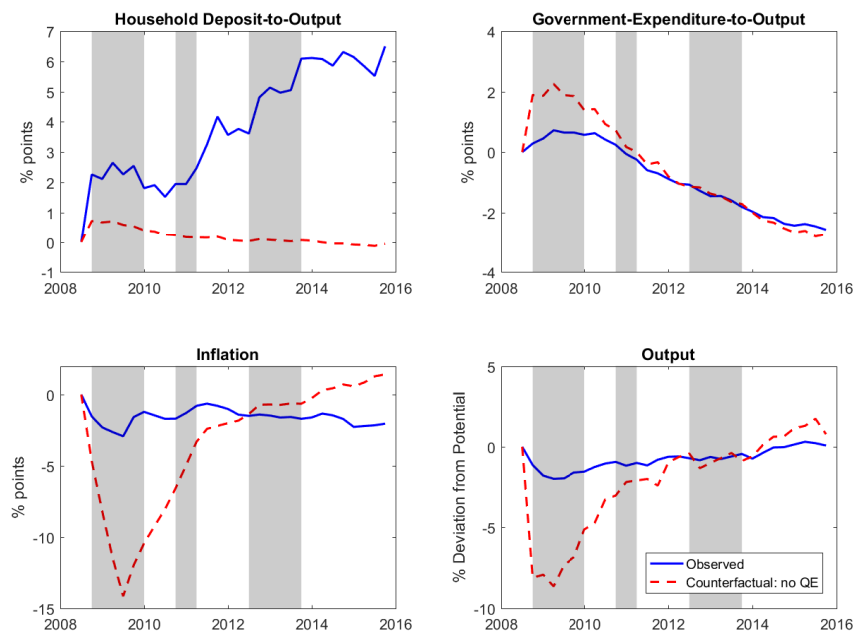 Household Deposit-to-Output
7
6
5
4
3
2
1
0
-1
% points
2008 2010 2012 2014 2016
Government-Expenditure-to-Output
4
2
0
-2
-4
% points
2008 2010 2012 2014 2016
Inflation
0
-5
-10
-15
% points
2008 2010 2012 2014 2016
Output
5
0
-5
-10
% Deviation from Potential
Observed
Counterfactual: no QE
2008 2010 2012 2014 2016